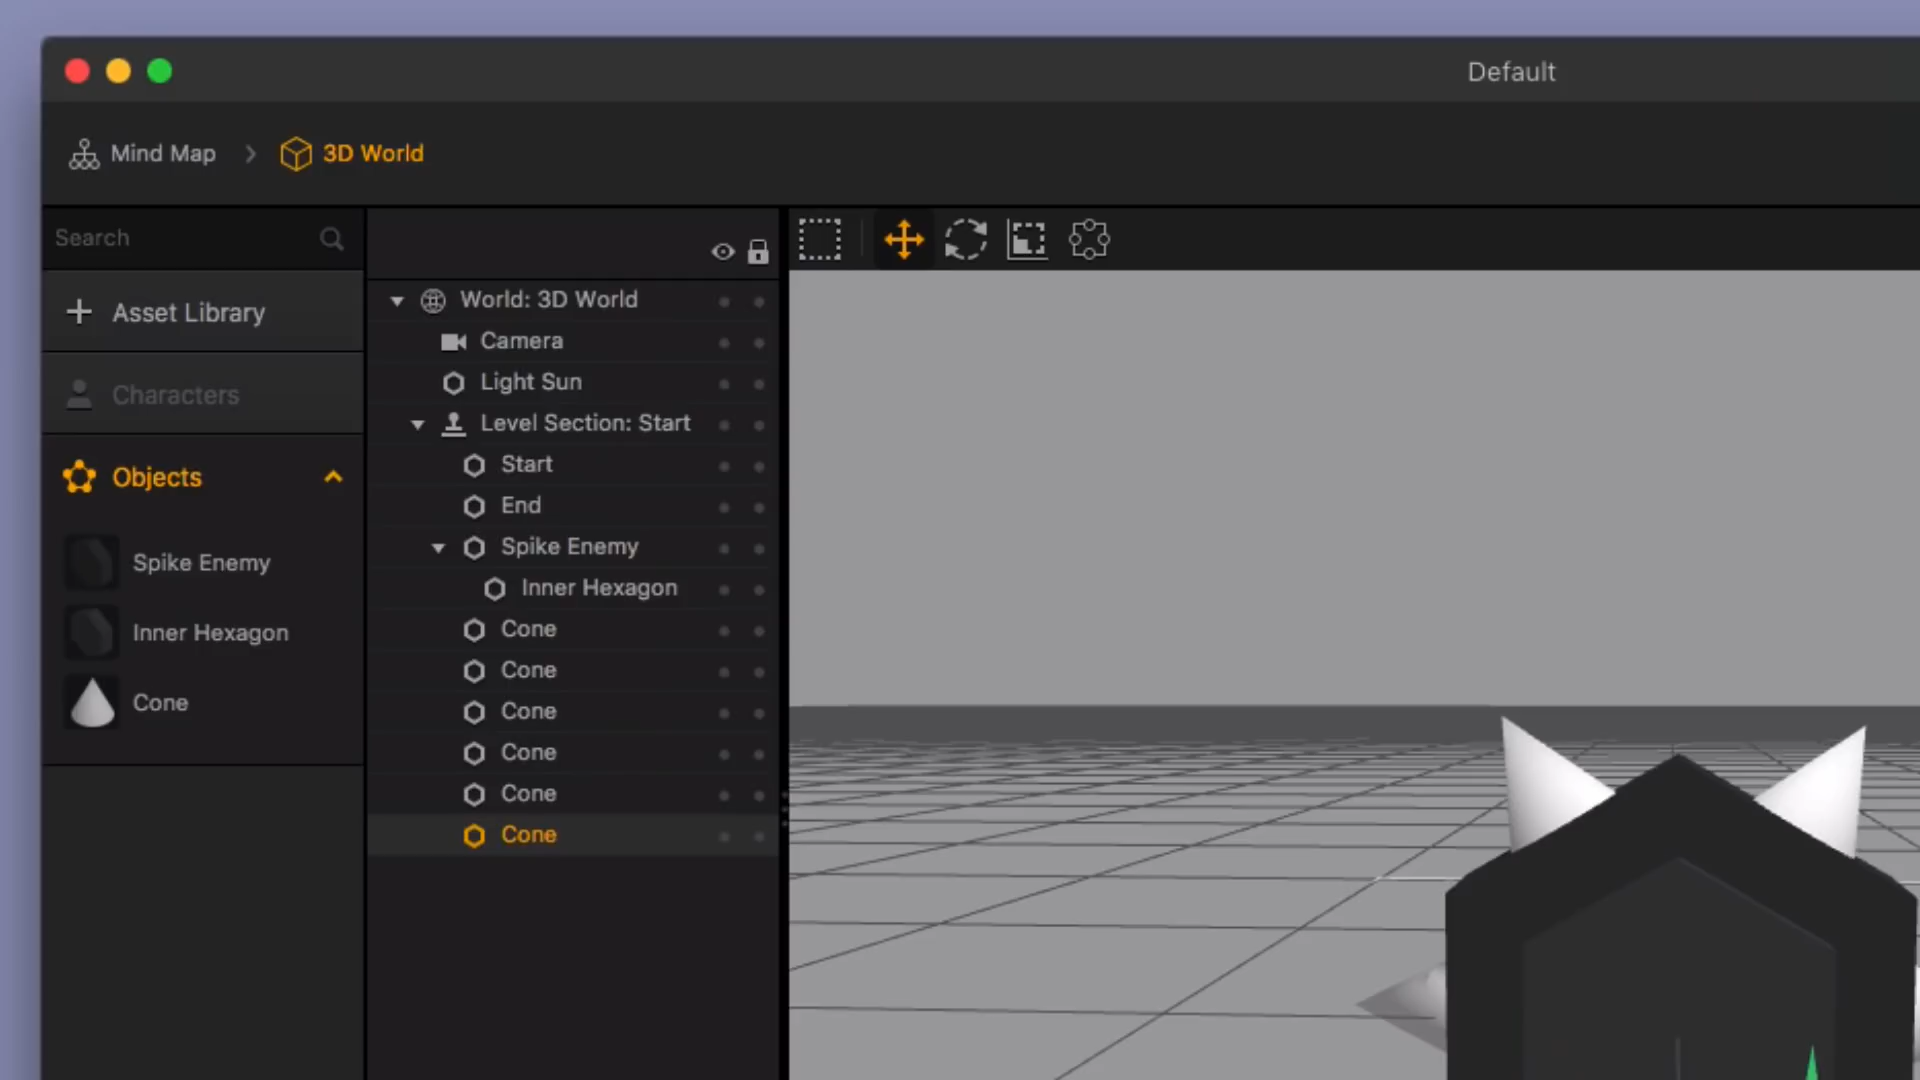 Default
Mind Map
3D World
Search
Asset Library
Characters
Objects
Spike Enemy
Inner Hexagon
Cone
World: 3D World
Camera
Light Sun
Level Section: Start
Start
End
Spike Enemy
Inner Hexagon
Cone
Cone
Cone
Cone
Cone
Cone